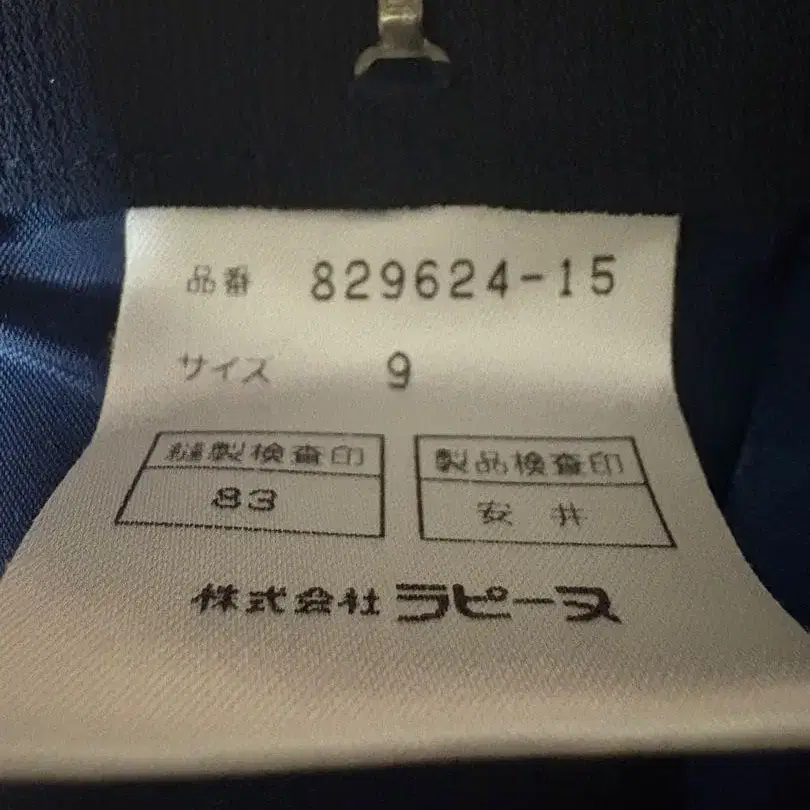 品番 829624-15
サイズ 9
縫製検査印 製品検査印
83 安井
株式会社 ラピーヌ